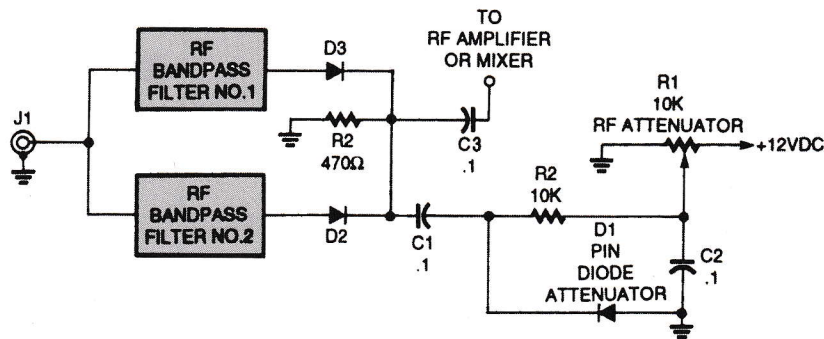 J1
RF
BANDPASS
FILTER NO.1
D3
TO
RF AMPLIFIER
OR MIXER
R2
470Ω
C3
.1
R1
10K
RF ATTENUATOR
+12VDC
RF
BANDPASS
FILTER NO.2
D2
C1
.1
R2
10K
D1
PIN
DIODE
ATTENUATOR
C2
.1